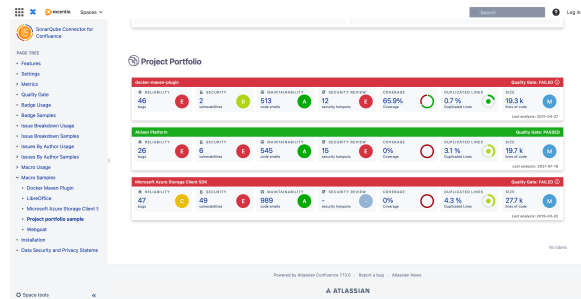 mxentic
Spaces
Search
Log in
SonarQube Connector for
Confluence
PAGE TREE
Features
Settings
Metrics
Quality Gate
Badge Usage
Badge Samples
Issue Breakdown Usage
Issue Breakdown Samples
Issues By Author Usage
Issues By Author Samples
Macro Usage
Macro Samples
Docker Maven Plugin
LibreOffice
Microsoft Azure Storage Client S
Project portfolio sample
Webgoat
Installation
Data Security and Privacy Stateme
Space tools
Project Portfolio
docker-maven-plugin Quality Gate: FAILED
RELIABILITY SECURITY MAINTAINABILITY SECURITY REVIEW COVERAGE DUPLICATED LINES SIZE
46 E 2 B 513 A 12 E 65.9% 0.7 % 19.3 k M
bugs vulnerabilities code smells security hotspots Coverage Duplicated Lines lines of code
Last analysis: 2021-04-07
Abixen Platform Quality Gate: PASSED
RELIABILITY SECURITY MAINTAINABILITY SECURITY REVIEW COVERAGE DUPLICATED LINES SIZE
26 E 6 E 545 A 15 E 0% 3.1 % 19.7 k M
bugs vulnerabilities code smells security hotspots Coverage Duplicated Lines lines of code
Last analysis: 2021-07-16
Microsoft Azure Storage Client SDK Quality Gate: FAILED
RELIABILITY SECURITY MAINTAINABILITY SECURITY REVIEW COVERAGE DUPLICATED LINES SIZE
47 C 49 E 989 A - - 0% 4.3 % 27.7 k M
bugs vulnerabilities code smells security hotspots Coverage Duplicated Lines lines of code
Last analysis: 2019-03-22
No labels
Powered by Atlassian Confluence 7.13.0 · Report a bug · Atlassian News
ATLASSIAN